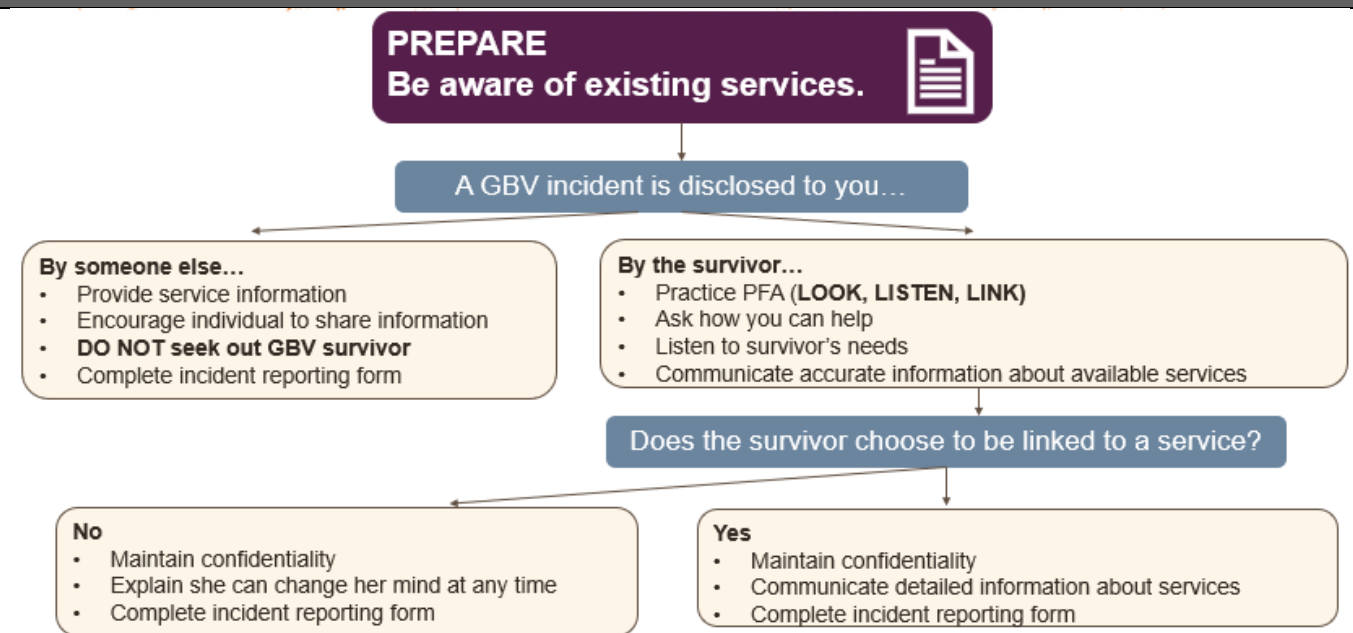 PREPARE
Be aware of existing services.
A GBV incident is disclosed to you…
By someone else…
• Provide service information
• Encourage individual to share information
• DO NOT seek out GBV survivor
• Complete incident reporting form
By the survivor…
• Practice PFA (LOOK, LISTEN, LINK)
• Ask how you can help
• Listen to survivor's needs
• Communicate accurate information about available services
Does the survivor choose to be linked to a service?
No
• Maintain confidentiality
• Explain she can change her mind at any time
• Complete incident reporting form
Yes
• Maintain confidentiality
• Communicate detailed information about services
• Complete incident reporting form